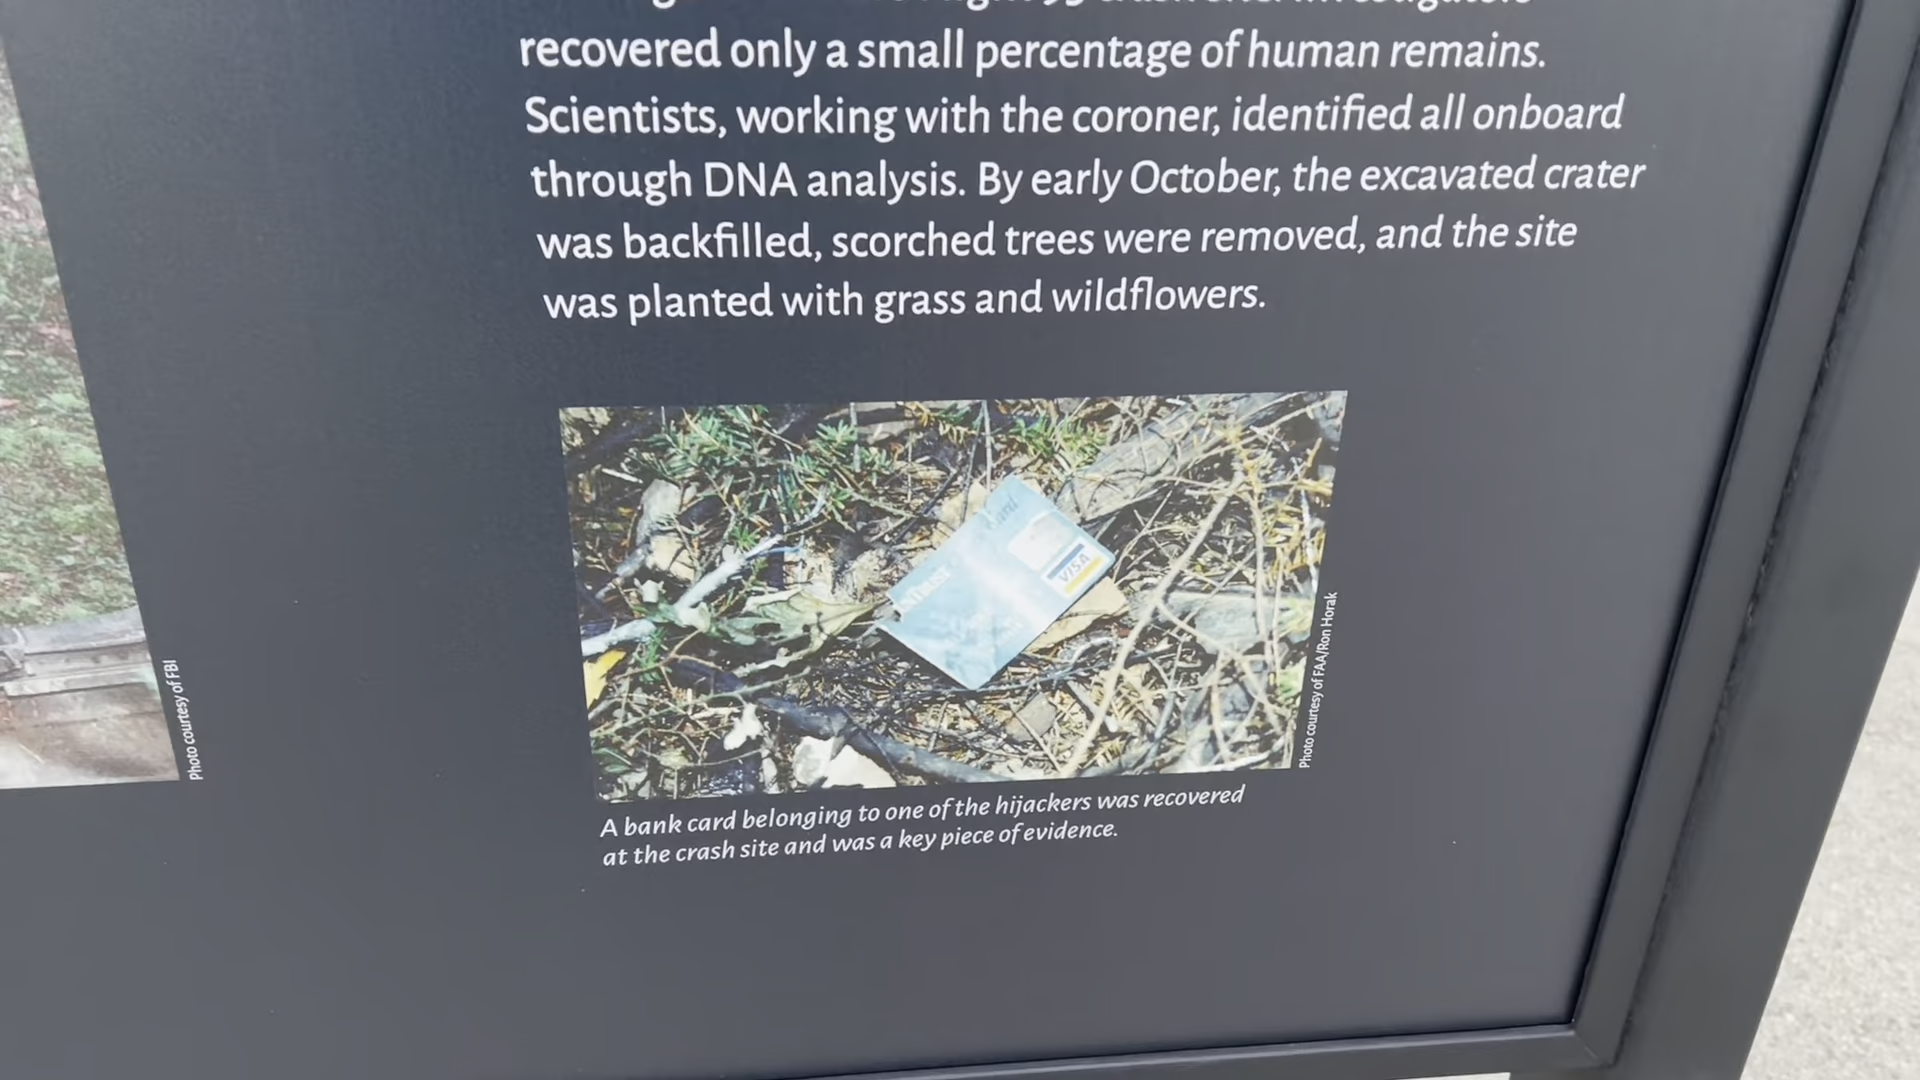 recovered only a small percentage of human remains.
Scientists, working with the coroner, identified all onboard
through DNA analysis. By early October, the excavated crater
was backfilled, scorched trees were removed, and the site
was planted with grass and wildflowers.
VISA
Photo courtesy of FAA/Ron Horak
A bank card belonging to one of the hijackers was recovered
at the crash site and was a key piece of evidence.
Photo courtesy of FBI